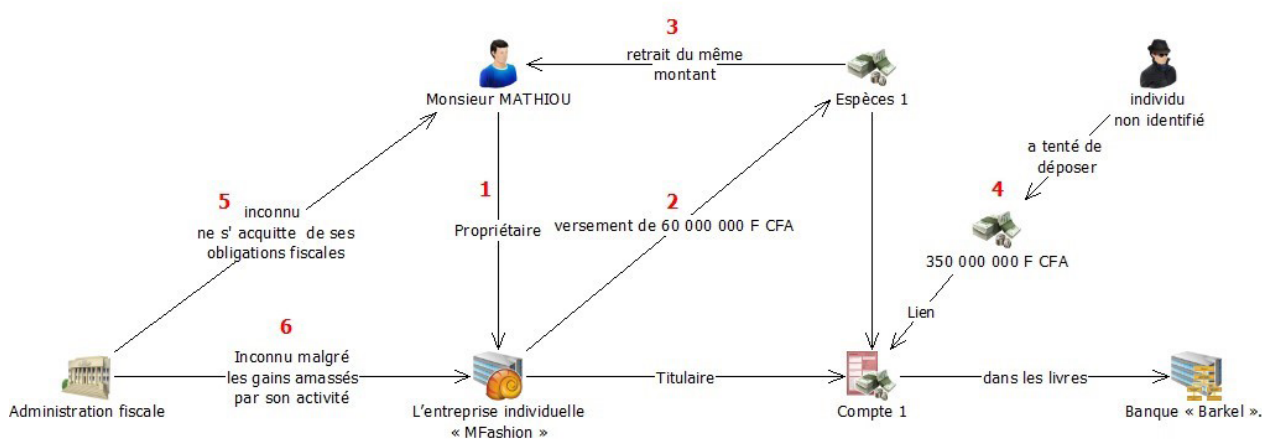 3
retrait du même
montant
Monsieur MATHIOU
Espèces 1
individu
non identifié
a tenté de
déposer
5
inconnu
ne s' acquitte de ses
obligations fiscales
1
Propriétaire
2
versement de 60 000 000 F CFA
4
350 000 000 F CFA
Lien
6
Inconnu malgré
les gains amassés
par son activité
Titulaire
dans les livres
Administration fiscale
L'entreprise individuelle
« MFashion »
Compte 1
Banque « Barkel ».